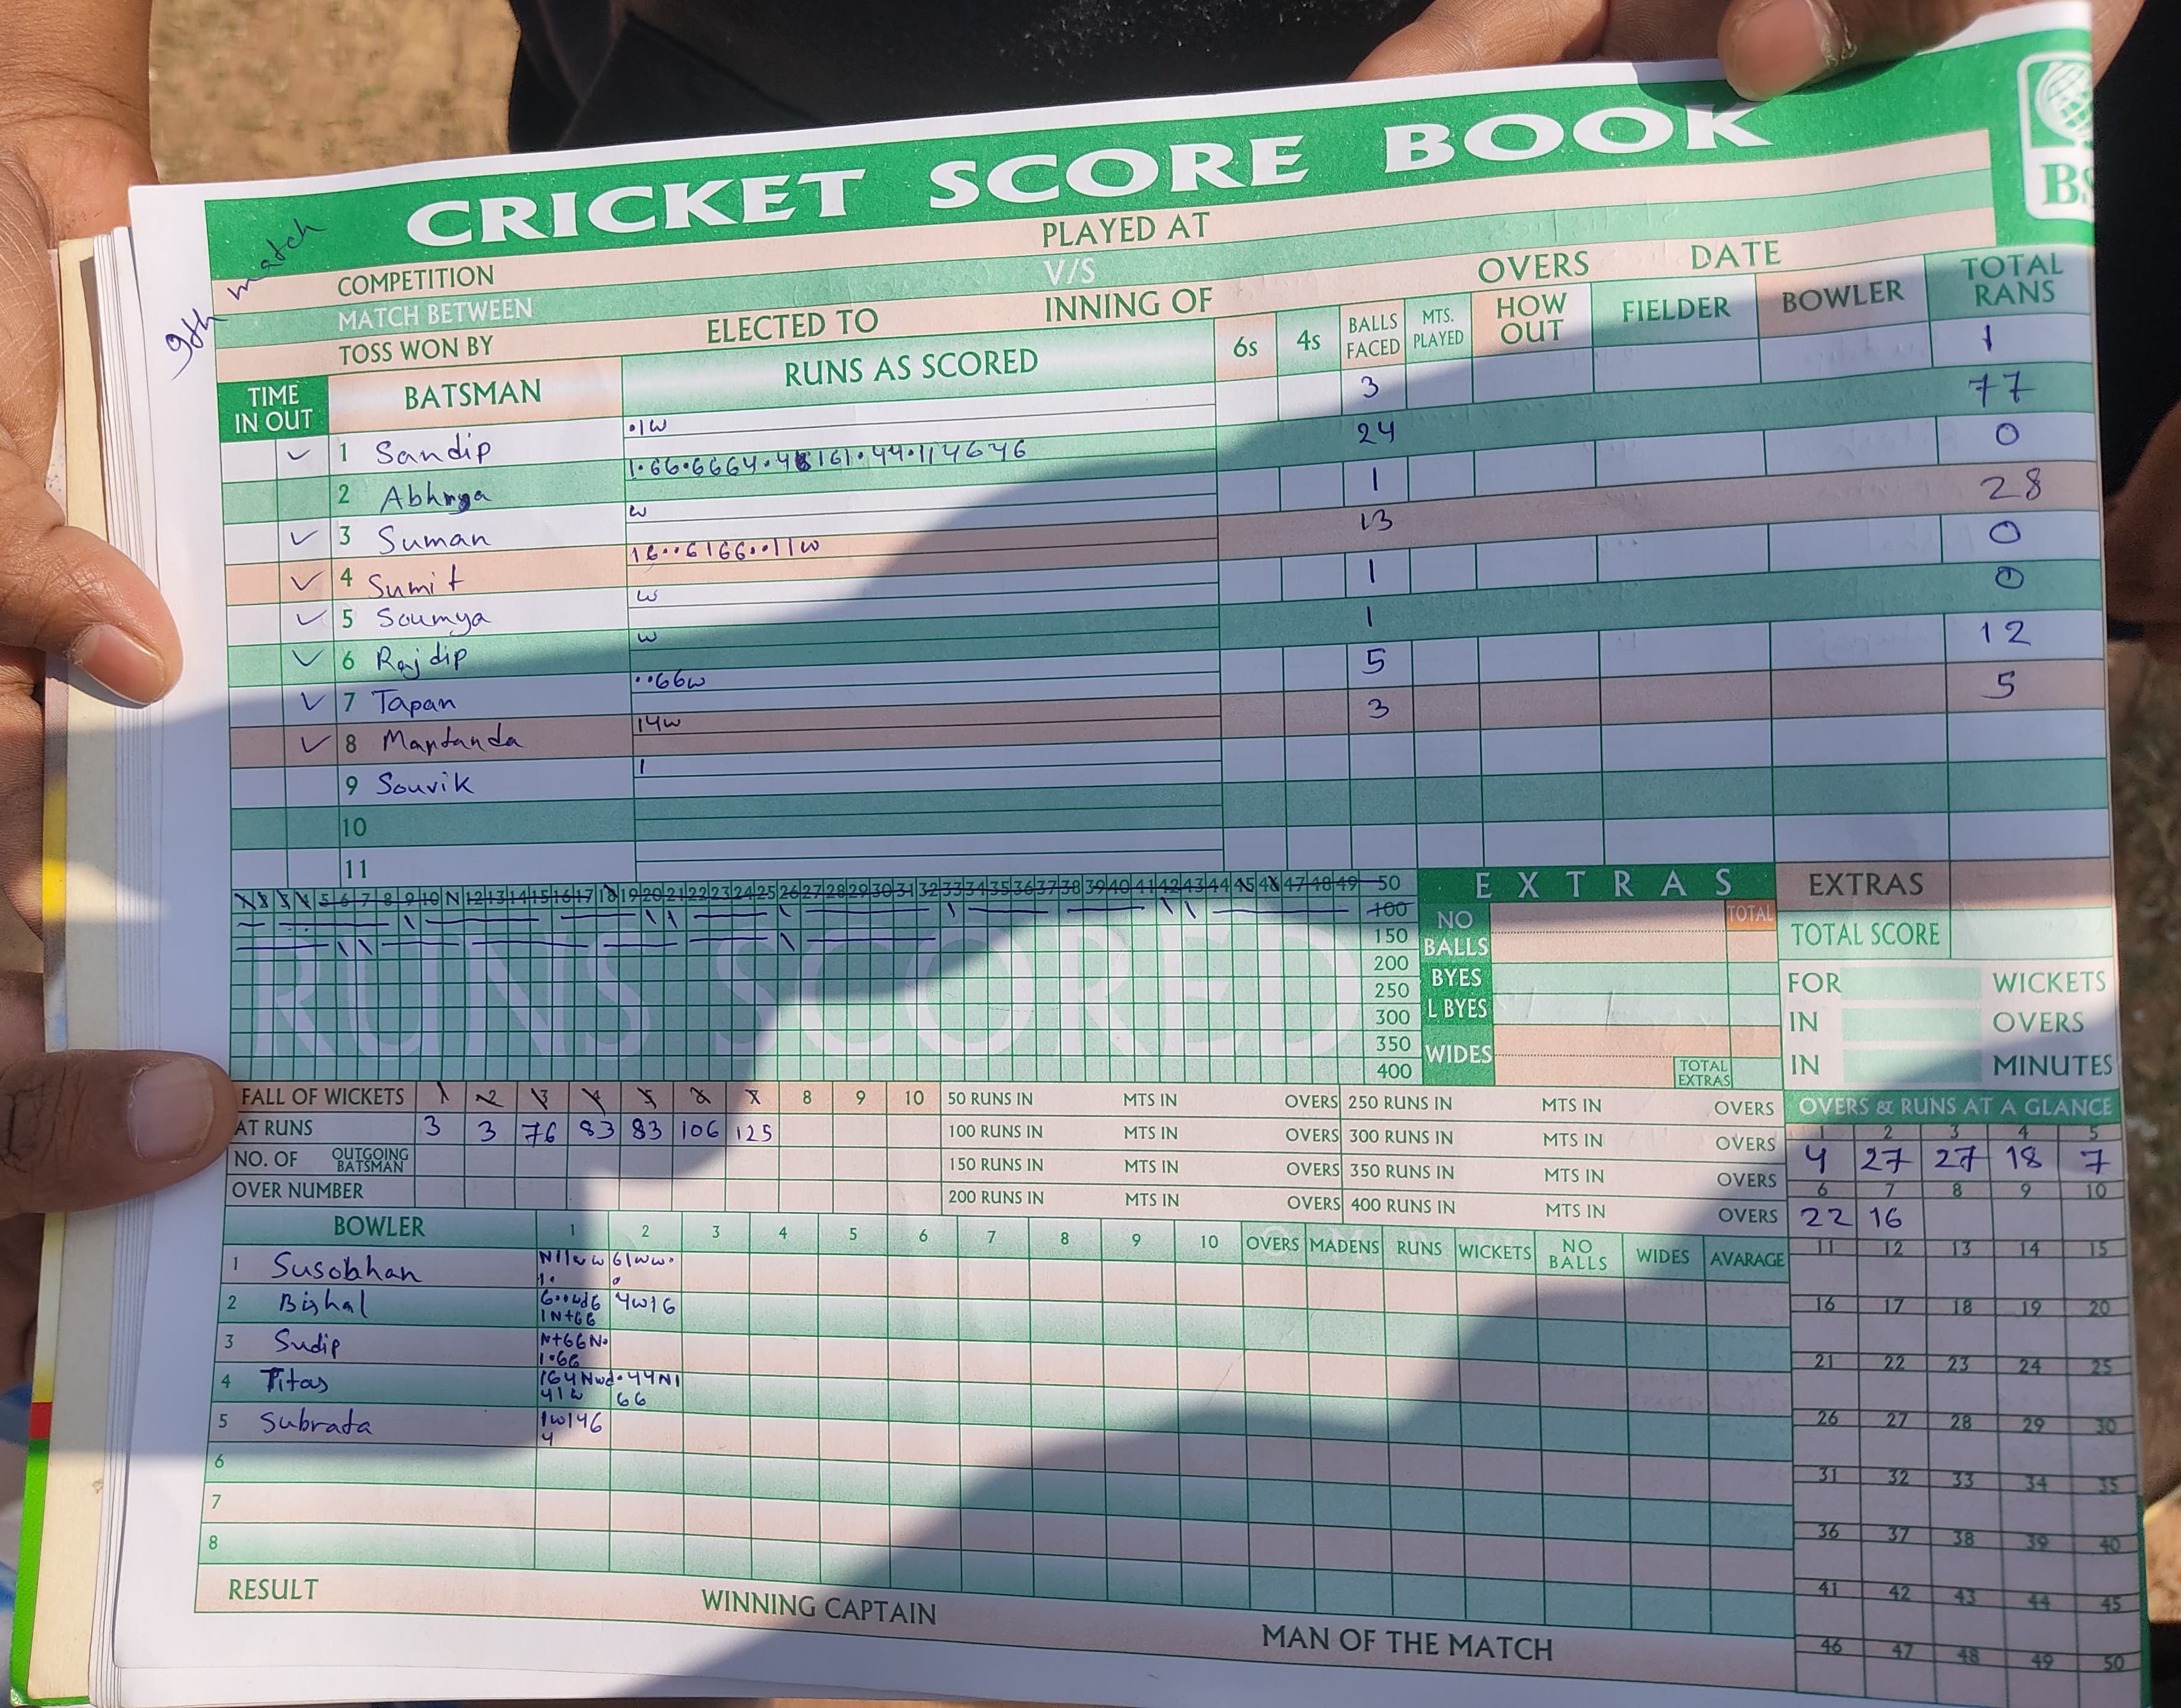 CRICKET SCORE BOOK
BS
9th match
PLAYED AT
COMPETITION
V/S
OVERS DATE
MATCH BETWEEN
ELECTED TO INNING OF
TOSS WON BY
TIME IN OUT BATSMAN RUNS AS SCORED 6s 4s BALLS FACED MTS. PLAYED HOW OUT FIELDER BOWLER TOTAL RANS
1 Sandip •1w 3 1
2 Abhrya 24 77
3 Suman w 1 0
4 Sumit 16••6166••11w 13 28
5 Soumya w 1 0
6 Rajdip w 1 0
7 Tapan ••66w 5 12
8 Martanda 14w 3 5
9 Souvik 1
10
11
1 2 3 4 5 6 7 8 9 10 11 12 13 14 15 16 17 18 19 20 21 22 23 24 25 26 27 28 29 30 31 32 33 34 35 36 37 38 39 40 41 42 43 44 45 46 47 48 49 50
100
150
200
250
300
350
400
RUNS SCORED
EXTRAS
NO BALLS TOTAL
BYES
L BYES
WIDES
TOTAL EXTRAS
EXTRAS
TOTAL SCORE
FOR WICKETS
IN OVERS
IN MINUTES
FALL OF WICKETS 1 2 3 4 5 6 7 8 9 10
AT RUNS 3 3 76 83 83 106 125
NO. OF OUTGOING BATSMAN
OVER NUMBER
50 RUNS IN MTS IN OVERS 250 RUNS IN MTS IN OVERS
100 RUNS IN MTS IN OVERS 300 RUNS IN MTS IN OVERS
150 RUNS IN MTS IN OVERS 350 RUNS IN MTS IN OVERS
200 RUNS IN MTS IN OVERS 400 RUNS IN MTS IN OVERS
OVERS & RUNS AT A GLANCE
1 2 3 4 5
4 27 27 18 7
6 7 8 9 10
22 16
11 12 13 14 15
16 17 18 19 20
21 22 23 24 25
26 27 28 29 30
31 32 33 34 35
36 37 38 39 40
41 42 43 44 45
46 47 48 49 50
BOWLER 1 2 3 4 5 6 7 8 9 10 OVERS MADENS RUNS WICKETS NO BALLS WIDES AVARAGE
1 Susobhan N11ww 61ww•
1•
2 Bishal 4w16
1N+66
3 Sudip N+66N•
1•66
4 Titas 164Nwd •44N1
41w 66
5 Subrata 1w146
4
6
7
8
RESULT WINNING CAPTAIN MAN OF THE MATCH